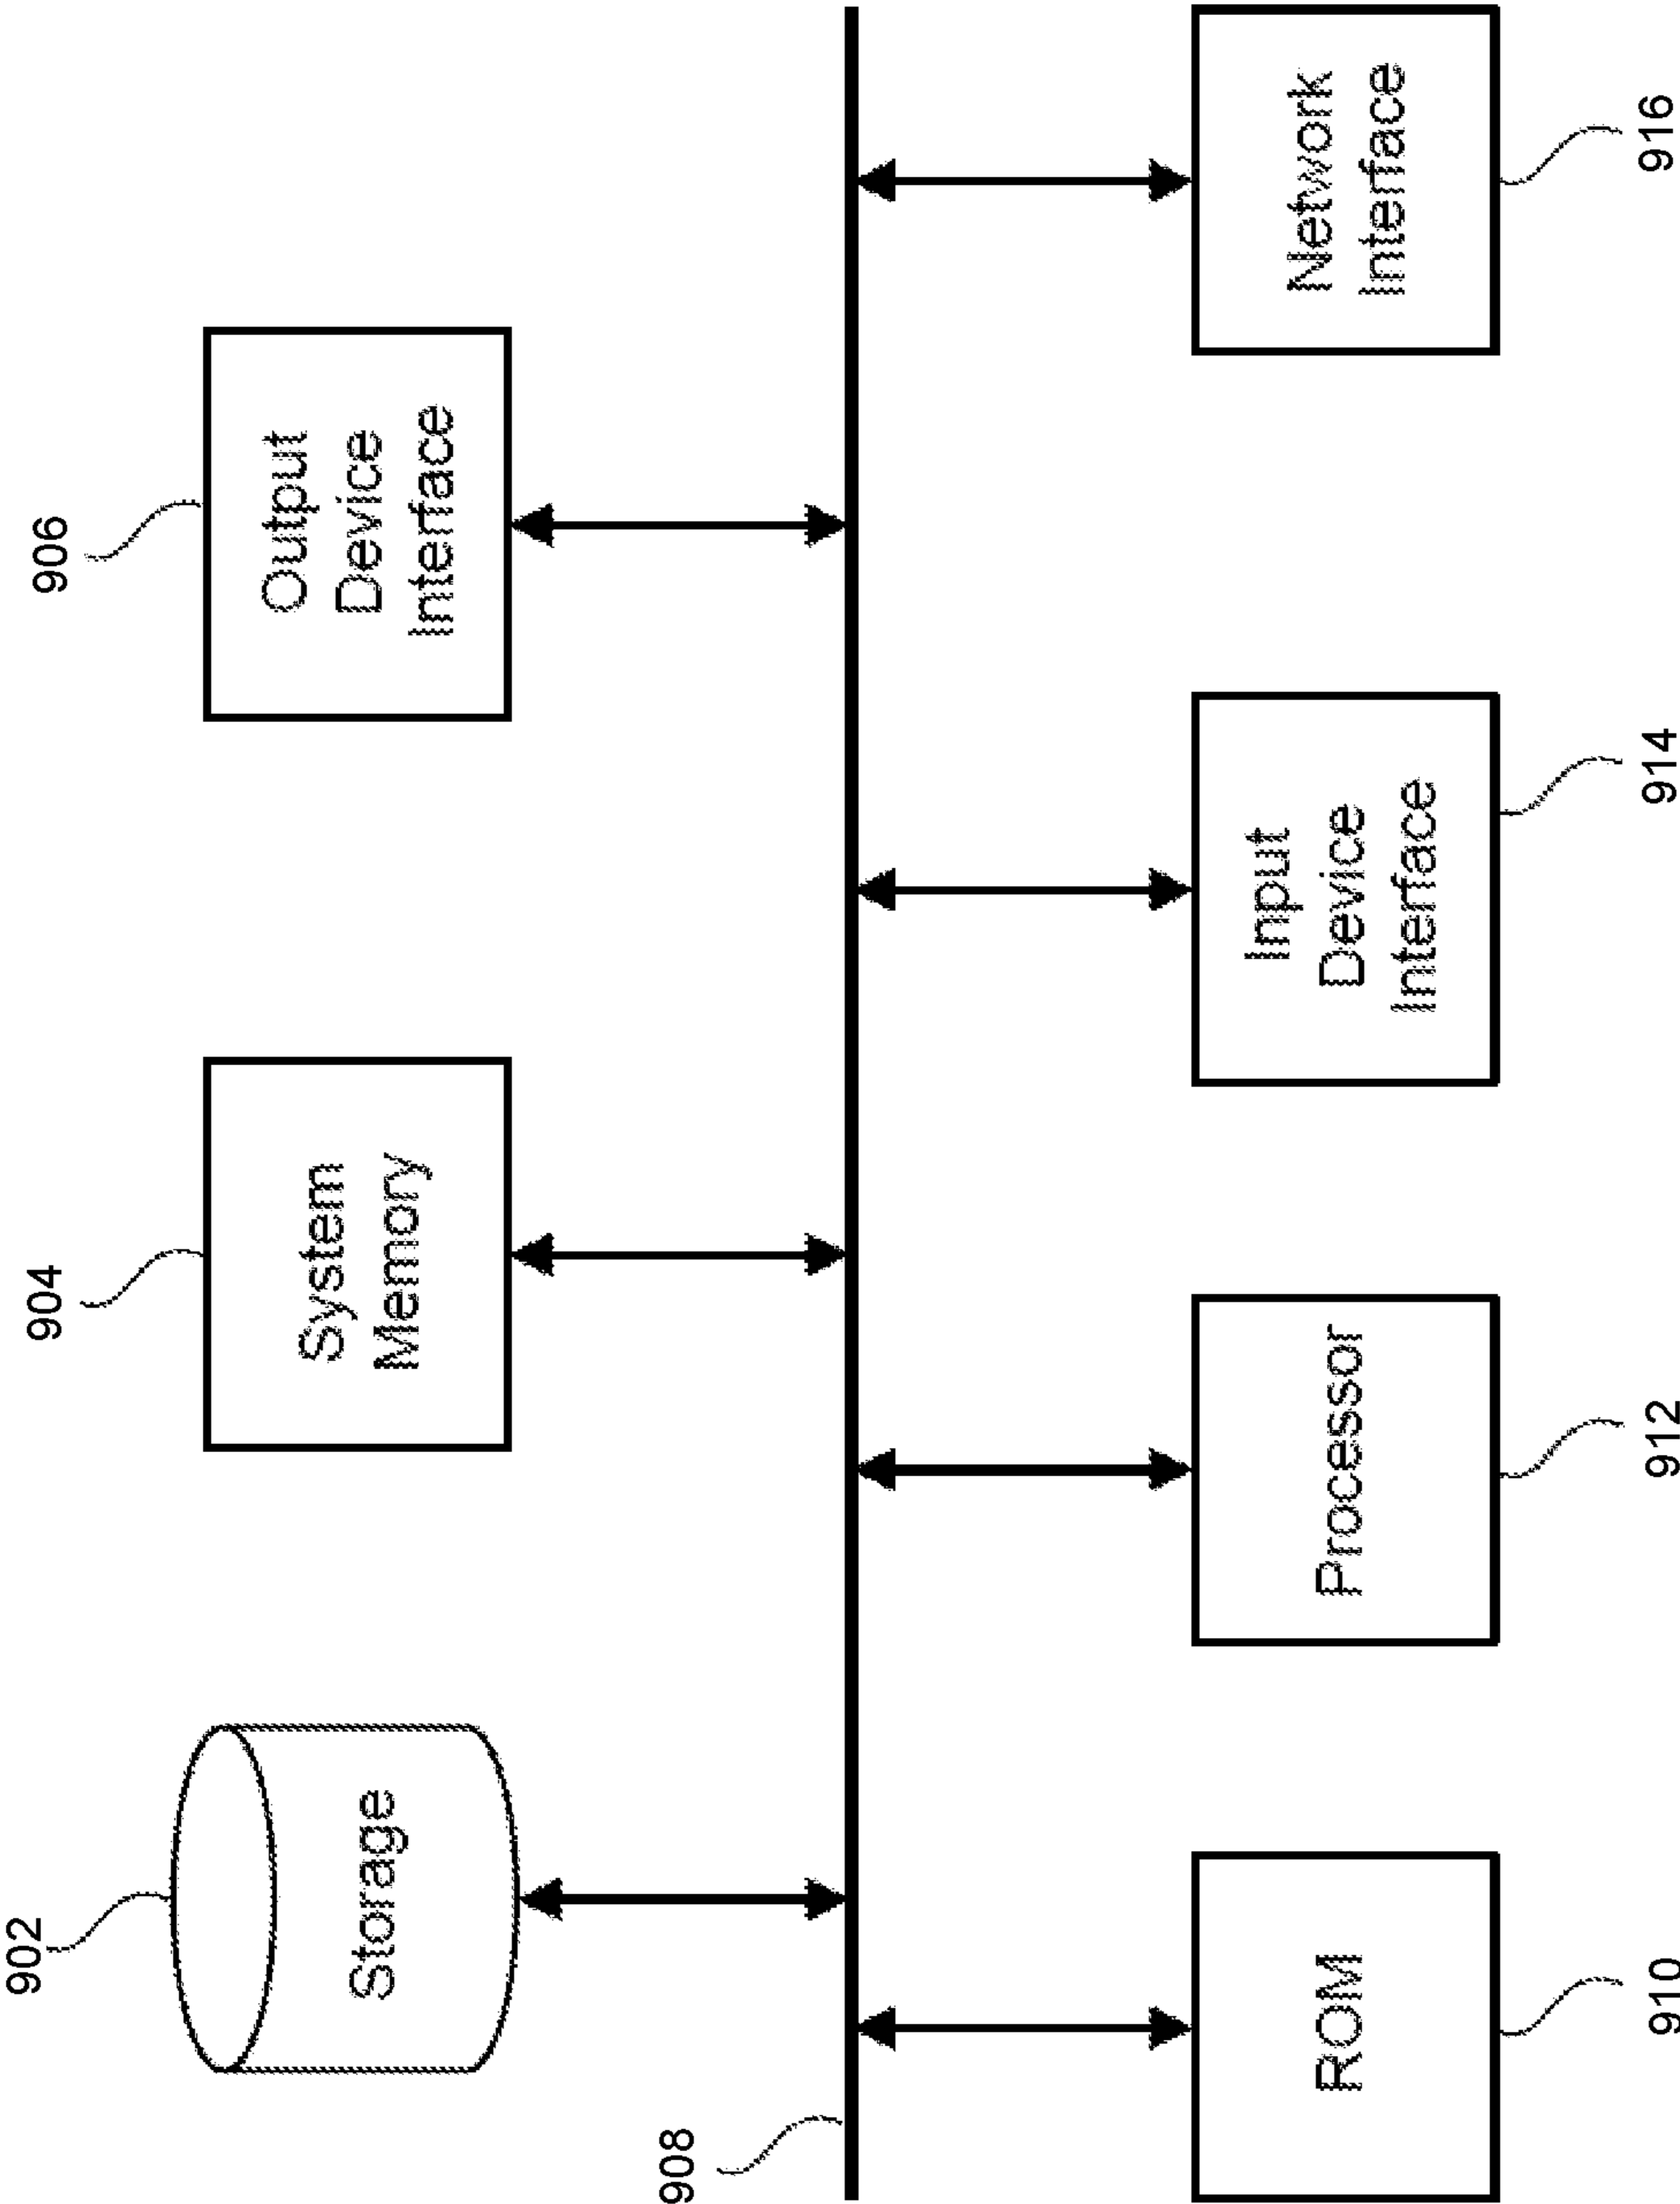 902
Storage
904
System
Memory
906
Output
Device
Interface
908
ROM
910
Processor
912
Input
Device
Interface
914
Network
Interface
916